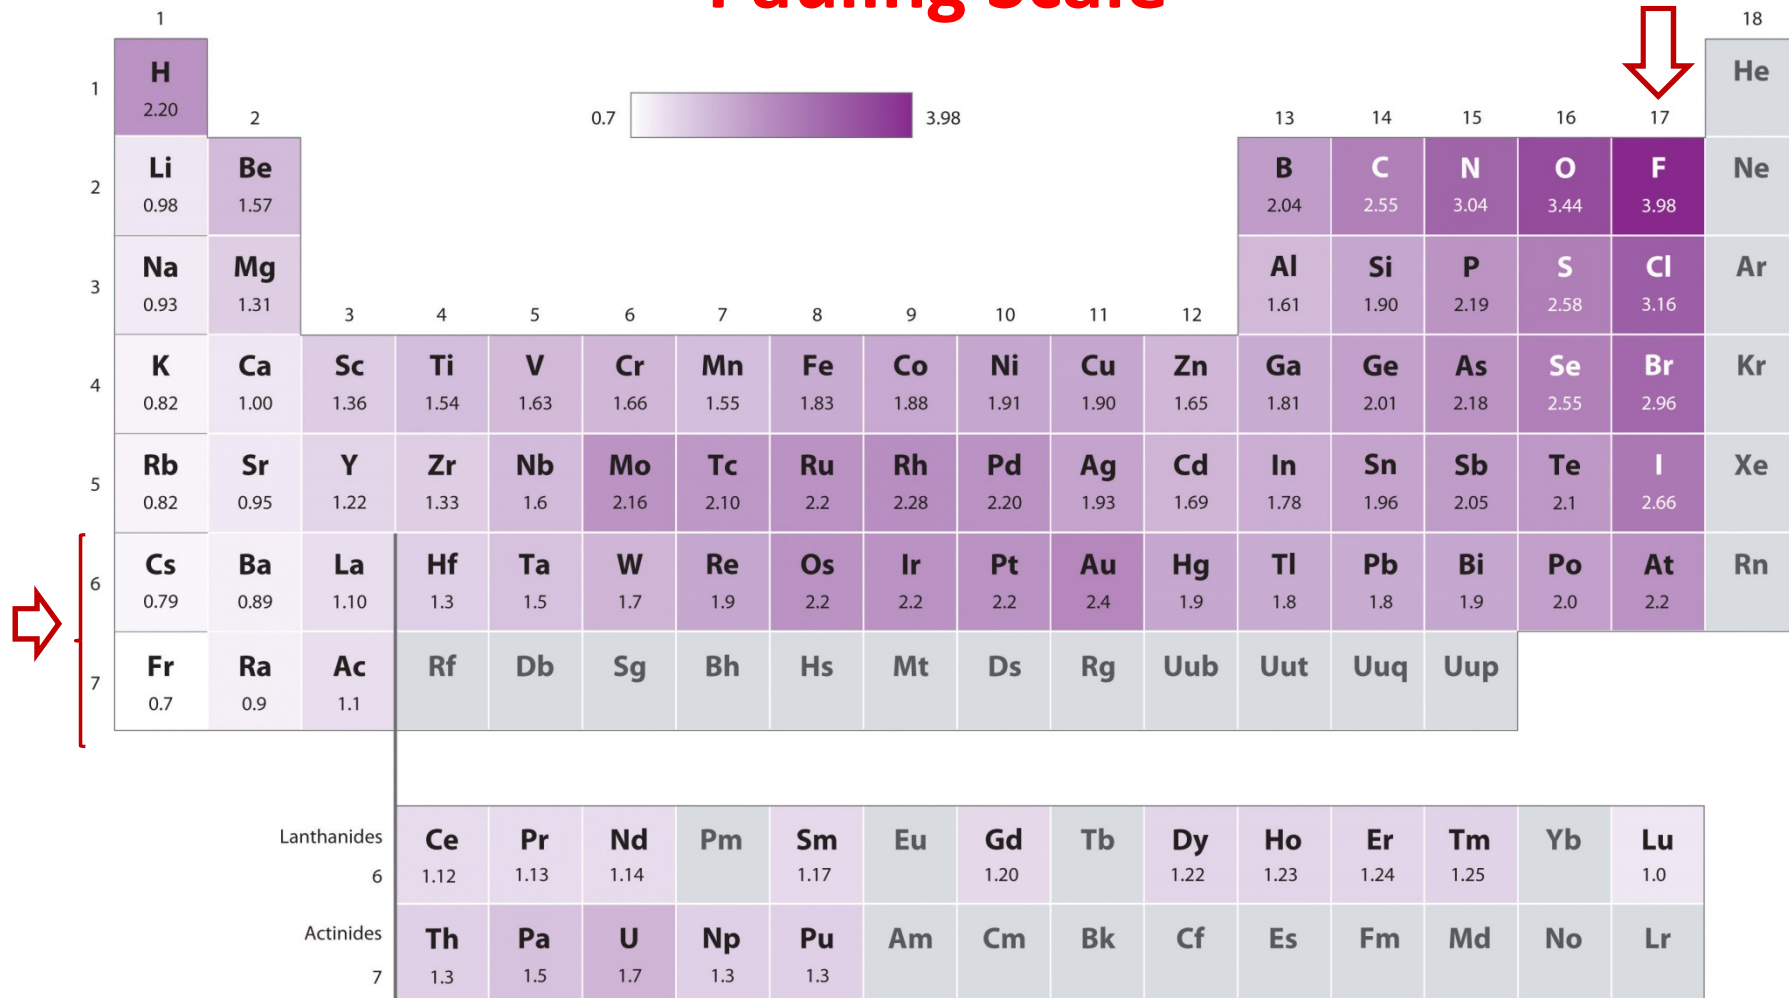 Pauling Scale
1 18
H He
1 2.20
2 0.7 3.98 13 14 15 16 17
Li Be B C N O F Ne
2 0.98 1.57 2.04 2.55 3.04 3.44 3.98
Na Mg Al Si P S Cl Ar
3 0.93 1.31 1.61 1.90 2.19 2.58 3.16
3 4 5 6 7 8 9 10 11 12
K Ca Sc Ti V Cr Mn Fe Co Ni Cu Zn Ga Ge As Se Br Kr
4 0.82 1.00 1.36 1.54 1.63 1.66 1.55 1.83 1.88 1.91 1.90 1.65 1.81 2.01 2.18 2.55 2.96
Rb Sr Y Zr Nb Mo Tc Ru Rh Pd Ag Cd In Sn Sb Te I Xe
5 0.82 0.95 1.22 1.33 1.6 2.16 2.10 2.2 2.28 2.20 1.93 1.69 1.78 1.96 2.05 2.1 2.66
Cs Ba La Hf Ta W Re Os Ir Pt Au Hg Tl Pb Bi Po At Rn
6 0.79 0.89 1.10 1.3 1.5 1.7 1.9 2.2 2.2 2.2 2.4 1.9 1.8 1.8 1.9 2.0 2.2
Fr Ra Ac Rf Db Sg Bh Hs Mt Ds Rg Uub Uut Uuq Uup
7 0.7 0.9 1.1
Lanthanides Ce Pr Nd Pm Sm Eu Gd Tb Dy Ho Er Tm Yb Lu
6 1.12 1.13 1.14 1.17 1.20 1.22 1.23 1.24 1.25 1.0
Actinides Th Pa U Np Pu Am Cm Bk Cf Es Fm Md No Lr
7 1.3 1.5 1.7 1.3 1.3